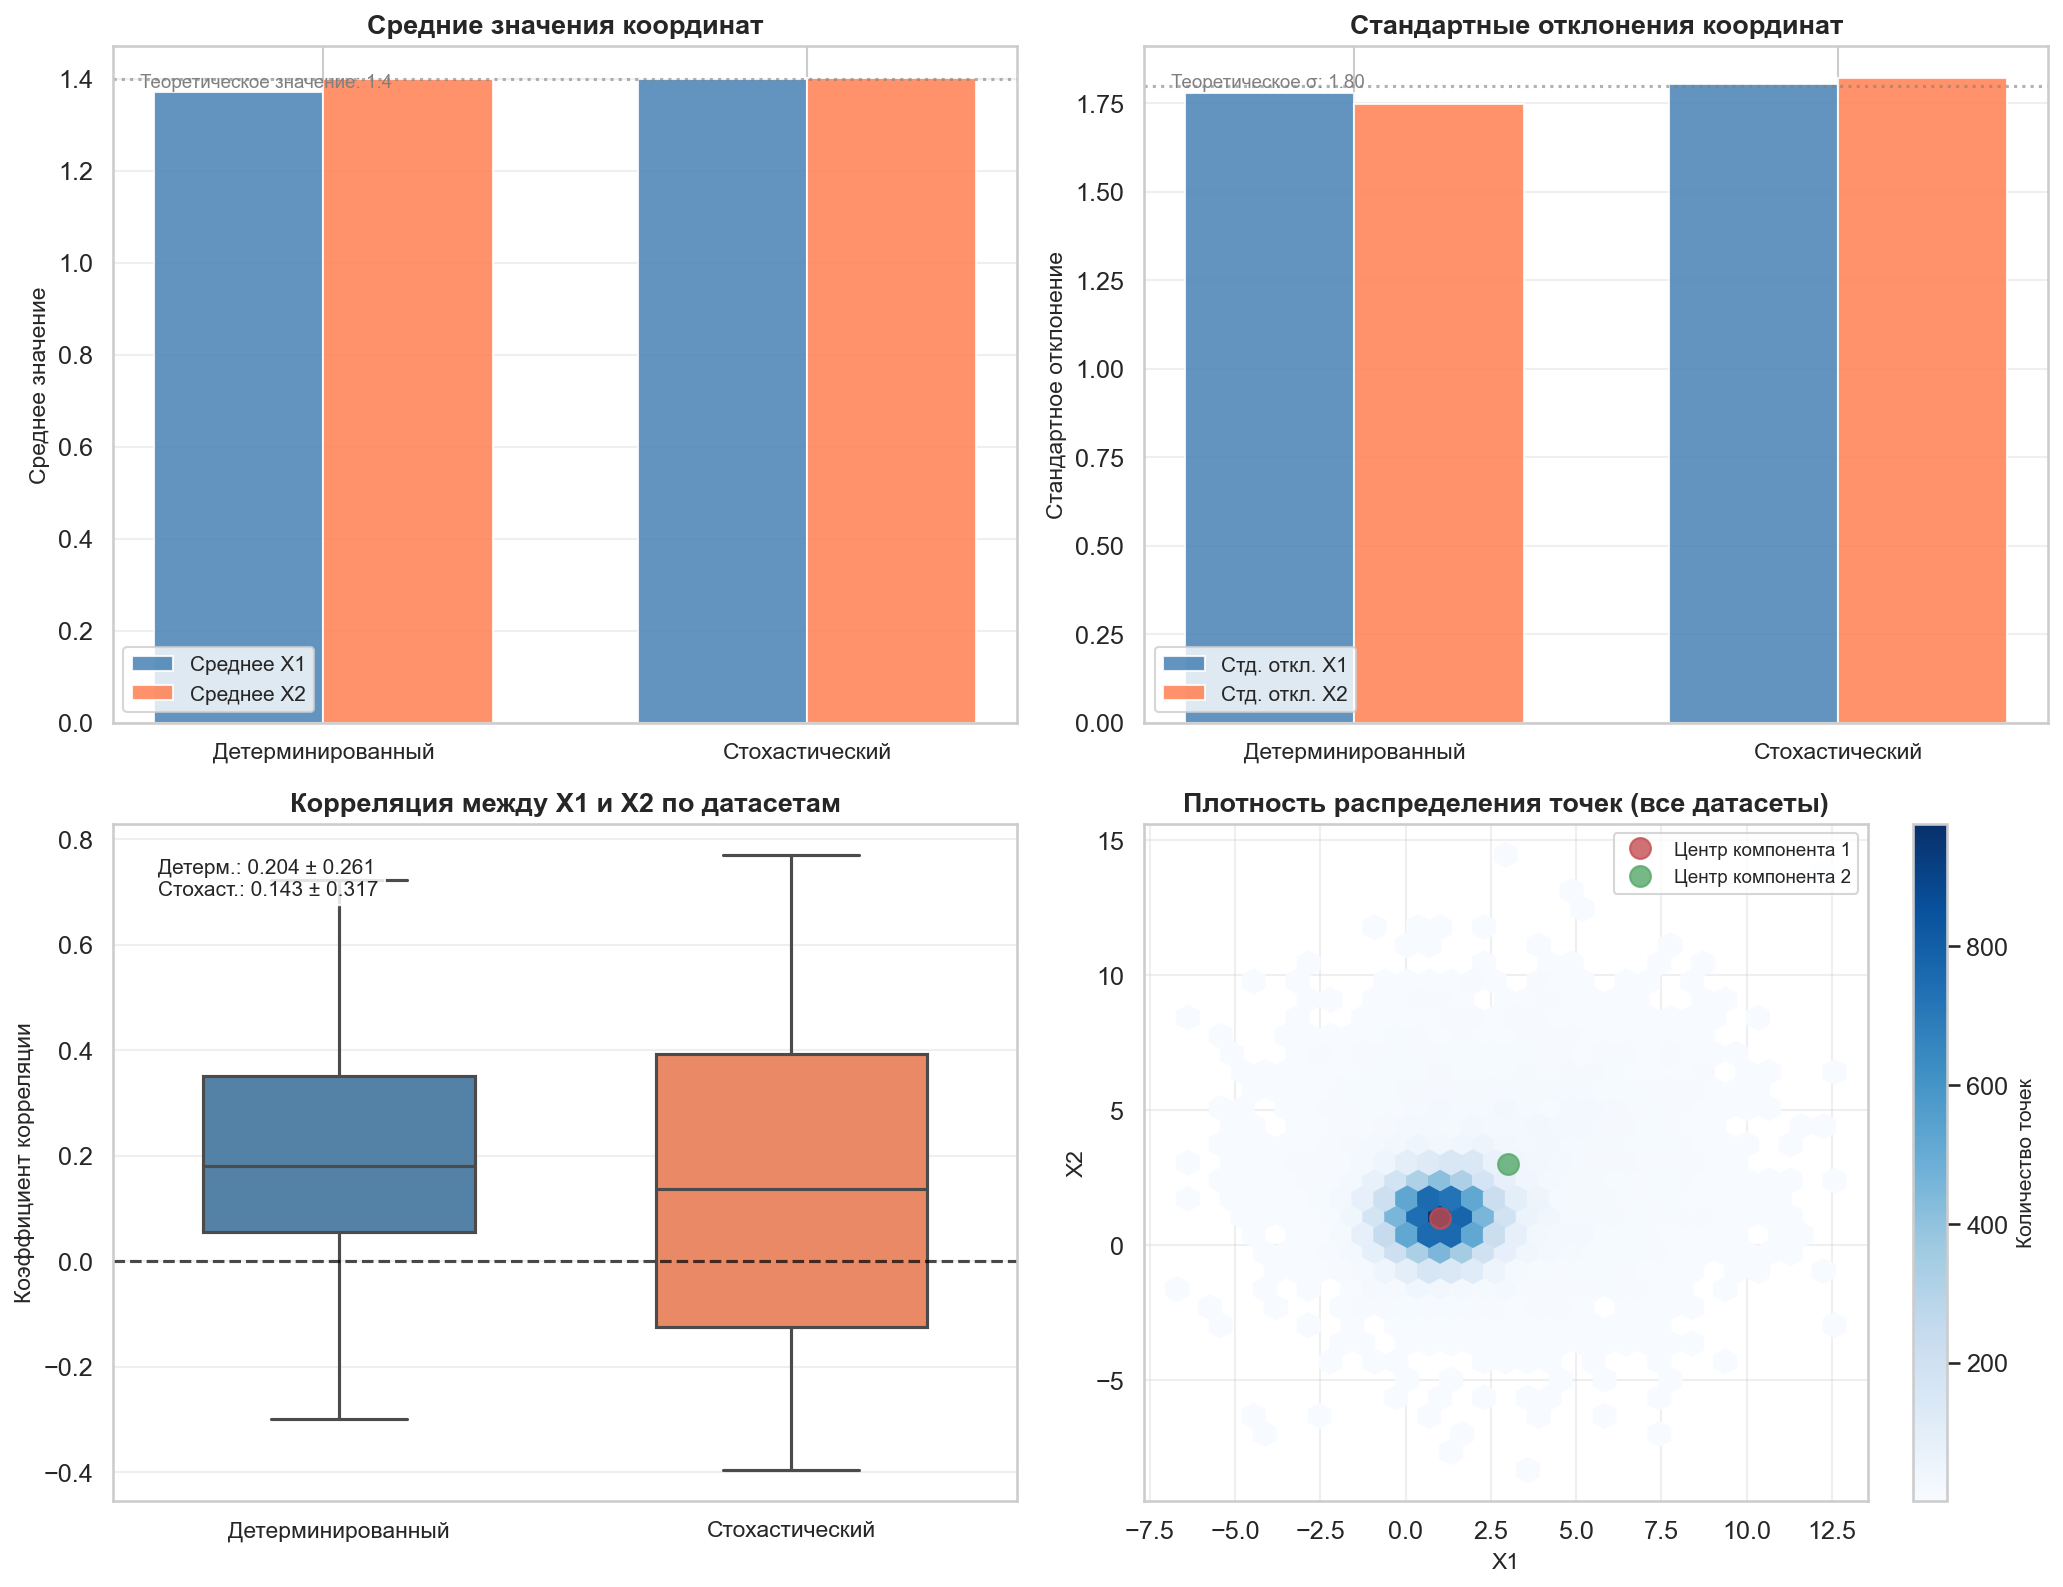 Средние значения координат
Среднее значение
1.4
1.2
1.0
0.8
0.6
0.4
0.2
0.0
Теоретическое значение: 1.4
Среднее X1
Среднее X2
Детерминированный
Стохастический
Стандартные отклонения координат
Стандартное отклонение
1.75
1.50
1.25
1.00
0.75
0.50
0.25
0.00
Теоретическое σ: 1.80
Стд. откл. X1
Стд. откл. X2
Детерминированный
Стохастический
Корреляция между X1 и X2 по датасетам
Коэффициент корреляции
0.8
0.6
0.4
0.2
0.0
−0.2
−0.4
Детерм.: 0.204 ± 0.261
Стохаст.: 0.143 ± 0.317
Детерминированный
Стохастический
Плотность распределения точек (все датасеты)
X2
15
10
5
0
−5
Центр компонента 1
Центр компонента 2
−7.5 −5.0 −2.5 0.0 2.5 5.0 7.5 10.0 12.5
X1
800
600
400
200
Количество точек